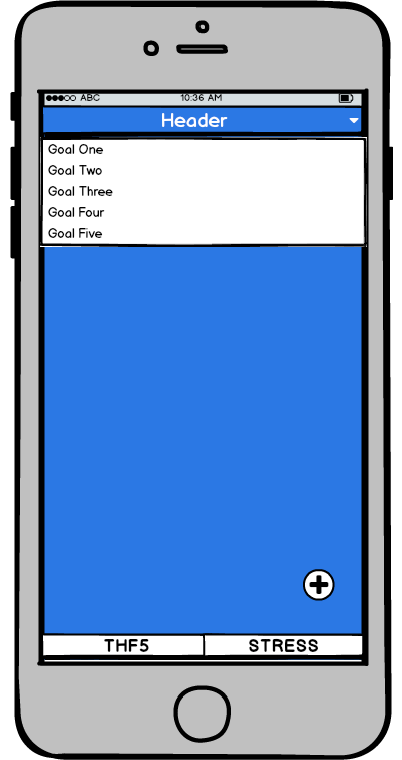 ABC 10:36 AM
Header
Goal One
Goal Two
Goal Three
Goal Four
Goal Five
THF5 STRESS